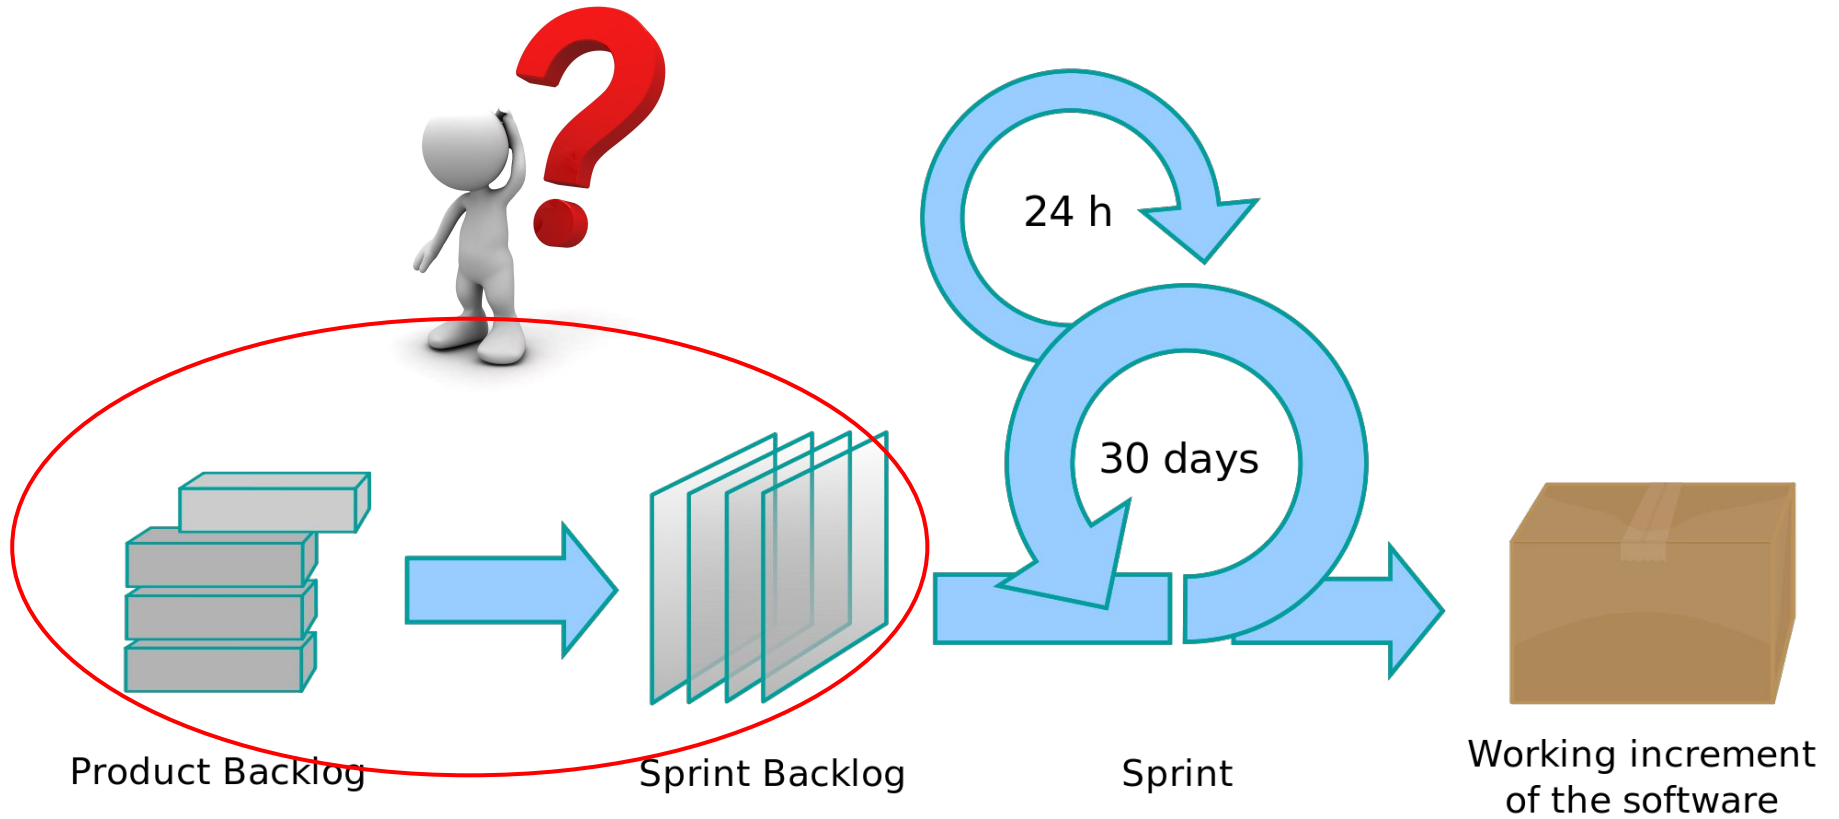 24 h
30 days
Product Backlog
Sprint Backlog
Sprint
Working increment
of the software